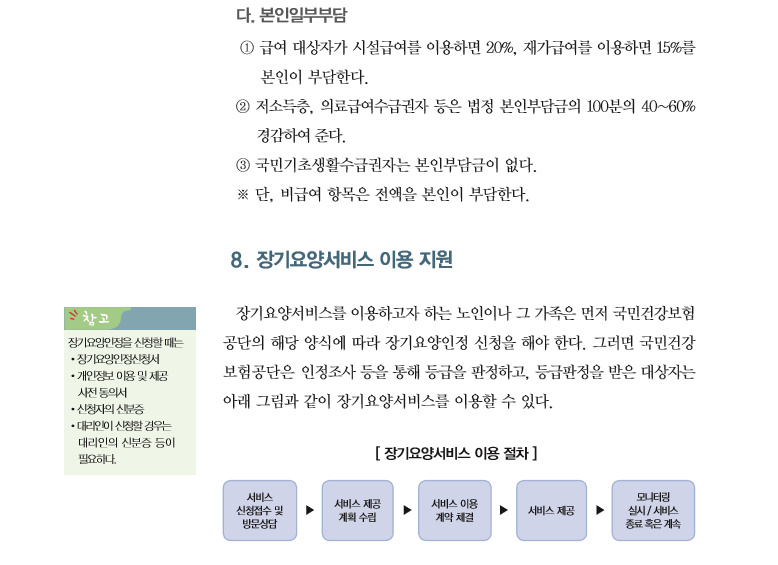 다. 본인일부부담
① 급여 대상자가 시설급여를 이용하면 20%, 재가급여를 이용하면 15%를
본인이 부담한다.
② 저소득층, 의료급여수급권자 등은 법정 본인부담금의 100분의 40~60%
경감하여 준다.
③ 국민기초생활수급권자는 본인부담금이 없다.
※ 단, 비급여 항목은 전액을 본인이 부담한다.
8. 장기요양서비스 이용 지원
장기요양서비스를 이용하고자 하는 노인이나 그 가족은 먼저 국민건강보험
공단의 해당 양식에 따라 장기요양인정 신청을 해야 한다. 그러면 국민건강
보험공단은 인정조사 등을 통해 등급을 판정하고, 등급판정을 받은 대상자는
아래 그림과 같이 장기요양서비스를 이용할 수 있다.
참고
장기요양인정을 신청할 때는
• 장기요양인정신청서
• 개인정보 이용 및 제공
사전 동의서
• 신청자의 신분증
• 대리인이 신청할 경우는
대리인의 신분증 등이
필요하다.
[ 장기요양서비스 이용 절차 ]
서비스
신청접수 및
방문상담
▶
서비스 제공
계획 수립
▶
서비스 이용
계약 체결
▶
서비스 제공
▶
모니터링
실시 / 서비스
종료 혹은 계속